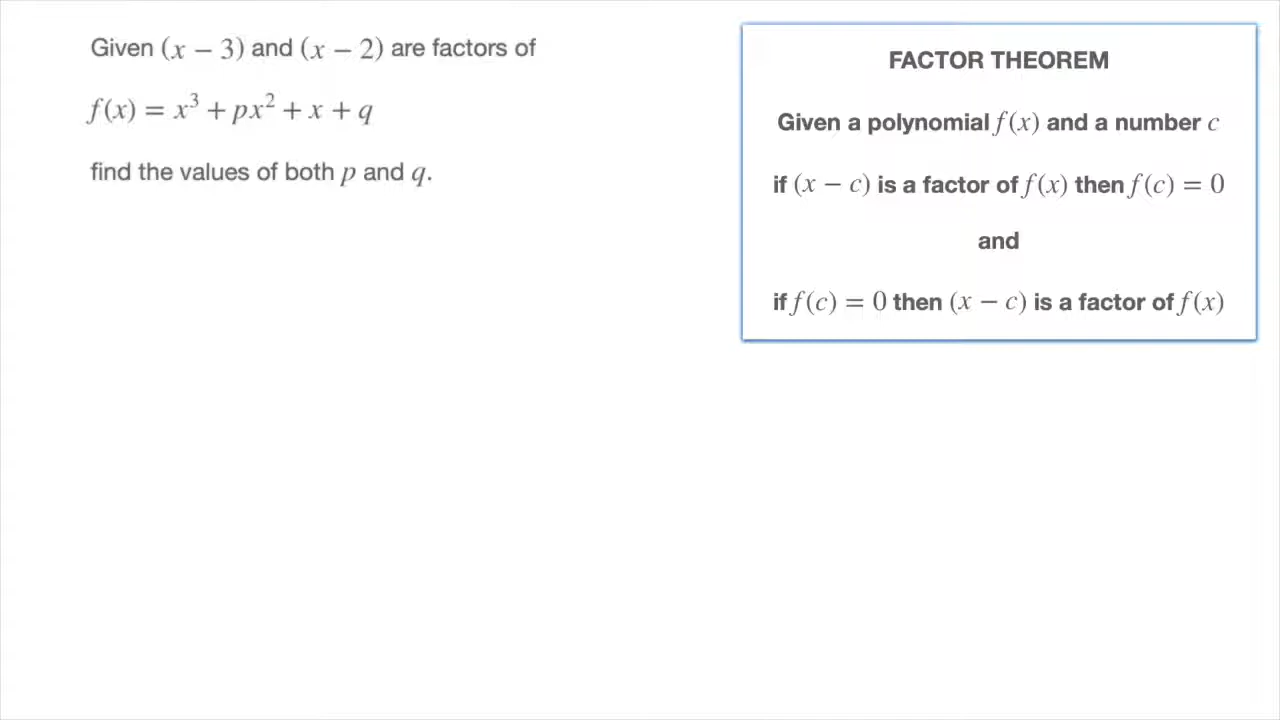 Given (x − 3) and (x − 2) are factors of
f(x) = x³ + px² + x + q
find the values of both p and q.
FACTOR THEOREM
Given a polynomial f(x) and a number c
if (x − c) is a factor of f(x) then f(c) = 0
and
if f(c) = 0 then (x − c) is a factor of f(x)